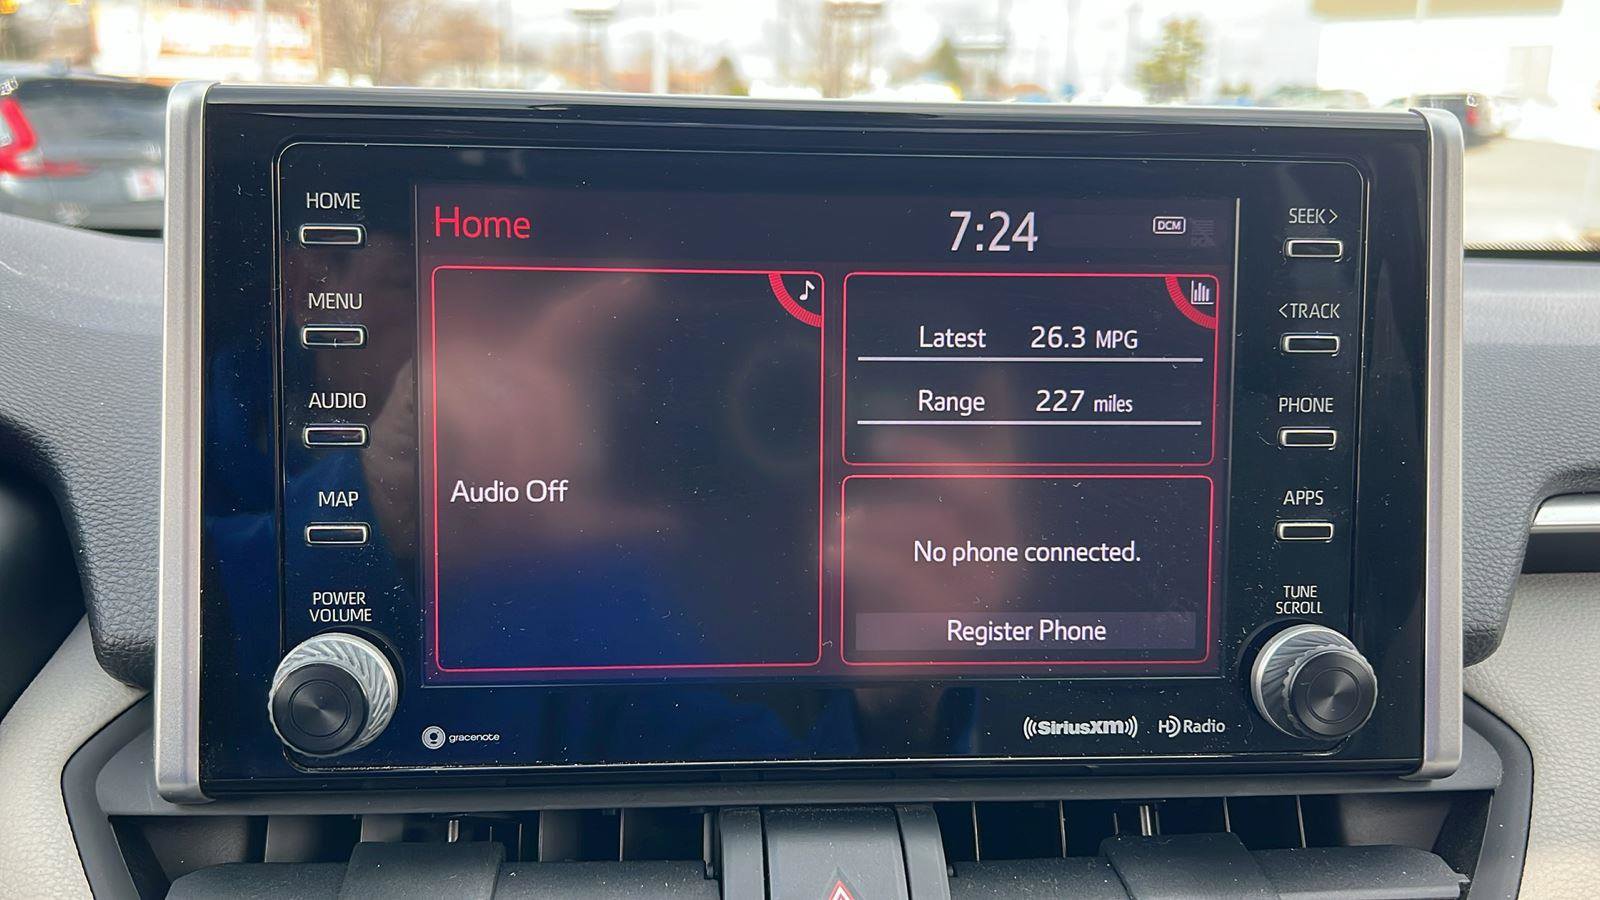 HOME
MENU
AUDIO
MAP
POWER
VOLUME
Home
7:24
DCM
Latest 26.3 MPG
Range 227 miles
Audio Off
No phone connected.
Register Phone
SEEK>
<TRACK
PHONE
APPS
TUNE
SCROLL
gracenote
SiriusXM
HD Radio